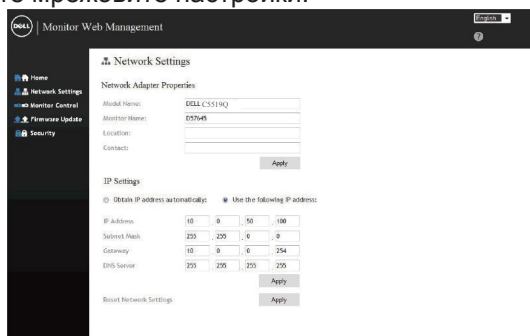 те мрежовите настройки.
DELL Monitor Web Management
English
?
Home
Network Settings
Monitor Control
Firmware Update
Security
Network Settings
Network Adapter Properties
Model Name: DELL C5519Q
Monitor Name: D57645
Location:
Contact:
Apply
IP Settings
Obtain IP address automatically: Use the following IP address:
IP Address 10 . 0 . 50 . 100
Subnet Mask 255 . 255 . 0 . 0
Gateway 10 . 0 . 0 . 254
DNS Server 255 . 255 . 255 . 255
Apply
Reset Network Settings Apply